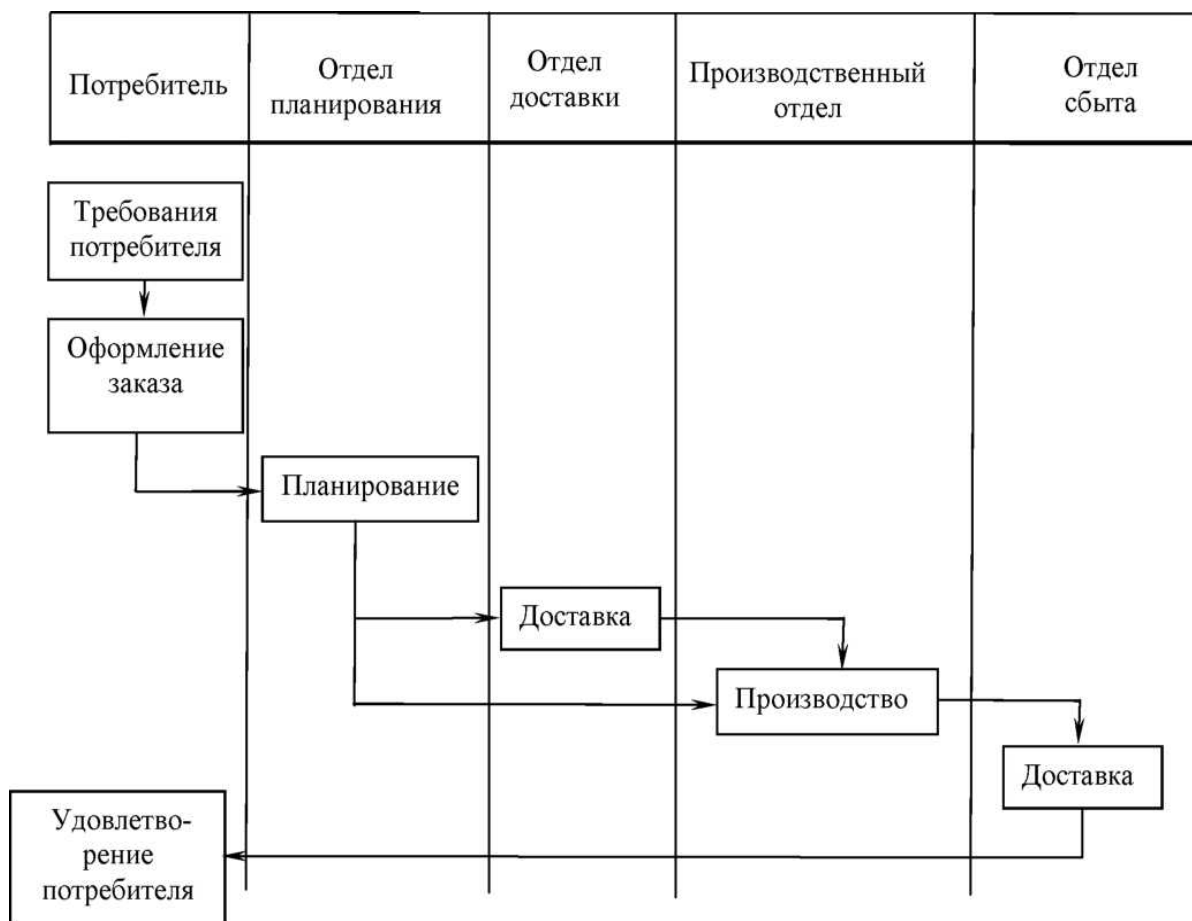 Потребитель
Отдел
планирования
Отдел
доставки
Производственный
отдел
Отдел
сбыта
Требования
потребителя
Оформление
заказа
Планирование
Доставка
Производство
Доставка
Удовлетво-
рение
потребителя